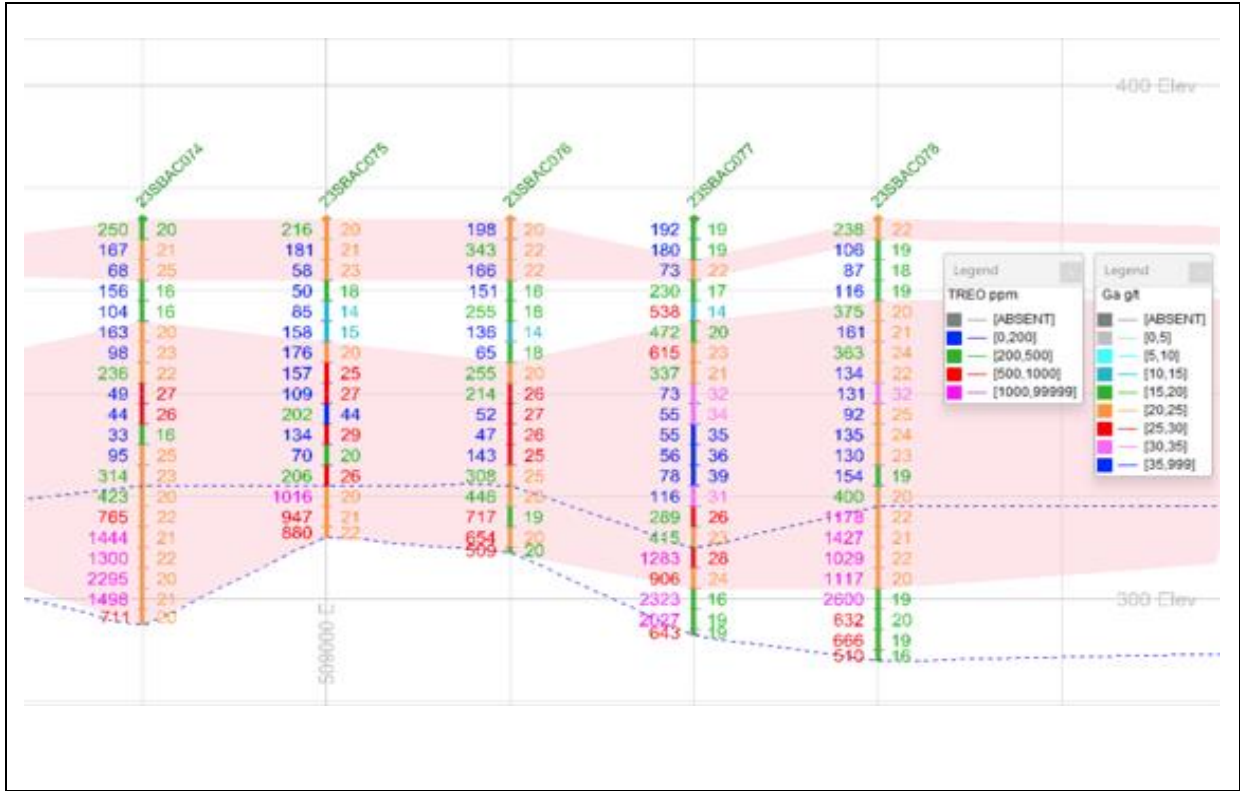 400 Elev
23SBAC074 23SBAC075 23SBAC076 23SBAC077 23SBAC078
250 20 216 20 198 20 192 19 238 22
167 21 181 21 343 22 180 19 106 19
68 25 58 23 166 22 73 22 87 18
156 16 50 18 151 18 230 17 116 19
104 16 85 14 255 18 538 14 375 20
163 20 158 15 136 14 472 20 161 21
98 23 176 20 65 18 615 23 363 24
236 22 157 25 255 20 337 21 134 22
49 27 109 27 214 26 73 32 131 32
44 26 202 44 52 27 55 34 92 25
33 16 134 29 47 26 55 35 135 24
95 25 70 20 143 25 56 36 130 23
314 23 206 26 308 25 78 39 154 19
423 20 1016 20 446 20 116 31 400 20
765 22 947 21 717 19 289 26 1178 22
1444 21 880 22 654 20 415 23 1427 21
1300 22 509 20 1283 28 1029 22
2295 20 906 24 1117 20
1498 21 2323 16 2600 19
711 20 2027 19 632 20
643 19 666 19
510 16
Legend
TREO ppm
[ABSENT]
[0,200]
[200,500]
[500,1000]
[1000,99999]
Legend
Ga g/t
[ABSENT]
[0,5]
[5,10]
[10,15]
[15,20]
[20,25]
[25,30]
[30,35]
[35,999]
300 Elev
509000 E